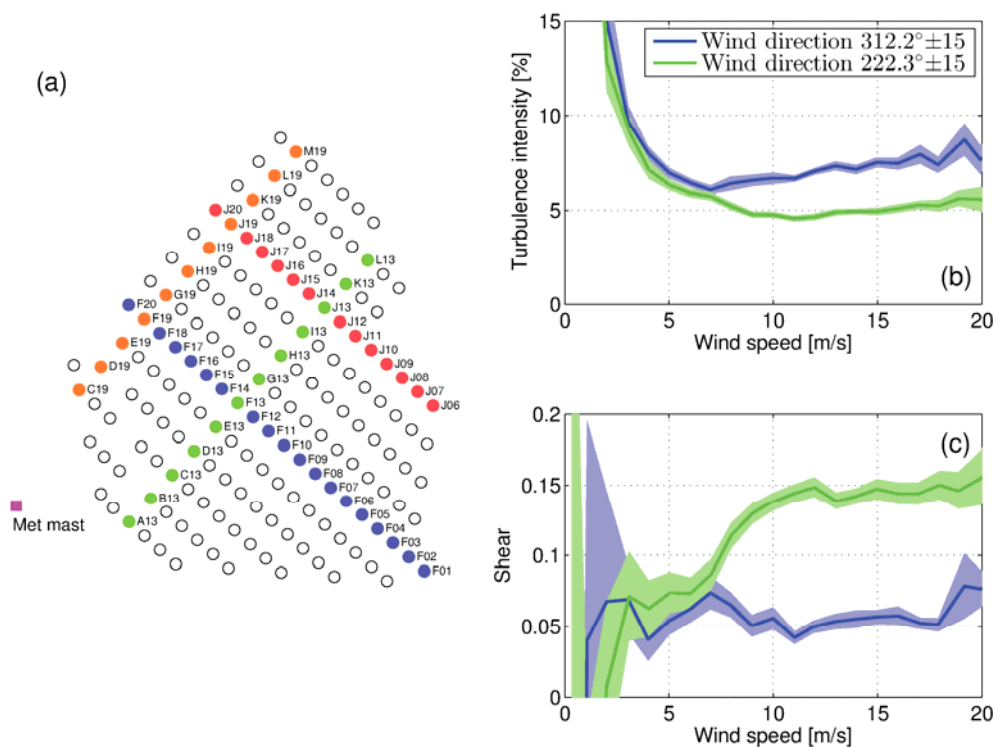 (a)
M19
L19
K19
J20
J19
J18
I19
J17
J16
L13
H19
J15
K13
G19
J14
F20
J13
F19
J12
F18
I13
E19
J11
F17
H13
J10
F16
D19
J09
F15
G13
J08
C19
F14
J07
F13
J06
F12
E13
F11
F10
D13
F09
C13
F08
F07
B13
F06
Met mast
A13
F05
F04
F03
F02
F01
15
10
5
0
Turbulence intensity [%]
Wind direction 312.2°±15
Wind direction 222.3°±15
(b)
0 5 10 15 20
Wind speed [m/s]
0.2
0.15
0.1
0.05
0
Shear
(c)
0 5 10 15 20
Wind speed [m/s]